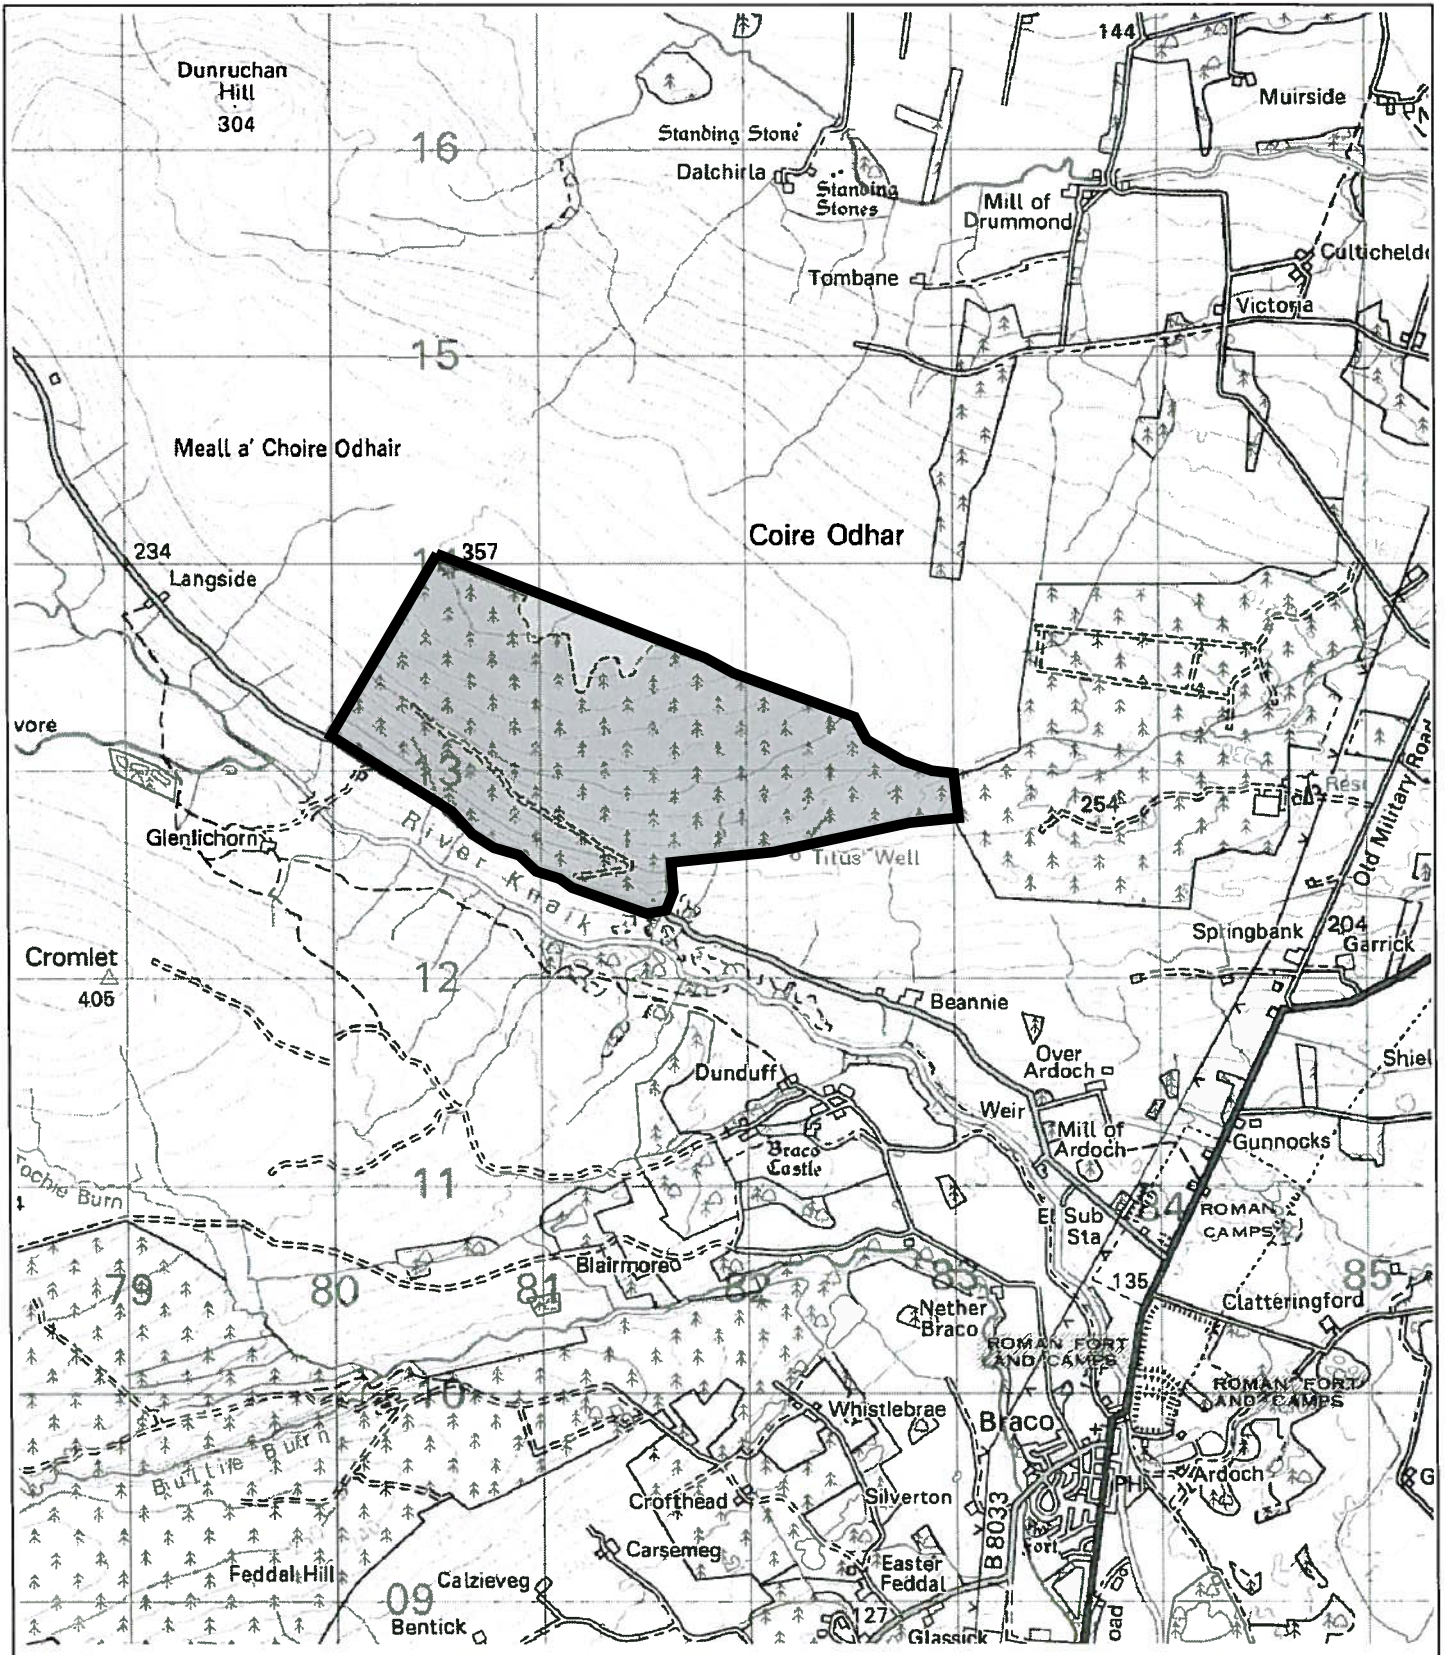 144
Dunruchan
Hill
304
Muirside
16
Standing Stone
Dalchirla
Standing
Stones
Mill of
Drummond
Tombane
Victoria
15
Meall a' Choire Odhair
Coire Odhar
357
234
Langside
vore
13
254
Old Military Road
Glenlichorn
River Knaik
Titus' Well
Springbank
204
Garrick
Cromlet
405
12
Beannie
Over
Ardoch
Shiel
Dunduff
Weir
Mill of
Ardoch
Gunnocks
Braco
Castle
11
ochie Burn
El
Sub
Sta
84
ROMAN
CAMPS
Blairmore
135
79
80
81
82
83
85
Clatteringford
Nether
Braco
ROMAN FORT
AND CAMPS
ROMAN FORT
AND CAMPS
10
Whistlebrae
Braco
Ardoch
PH
G
Crofthead
Silverton
B 8033
Fort
Carsemeg
Feddal Hill
Calzieveg
Easter
Feddal
09
Bentick
127
Glassick
oad